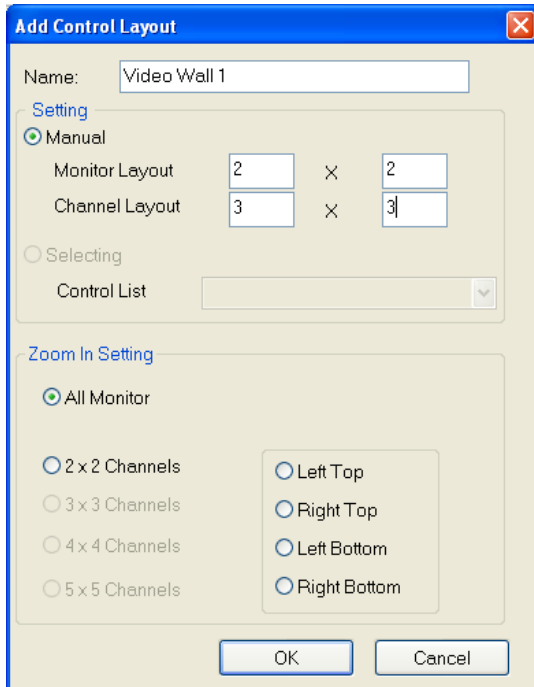 Add Control Layout
Name: Video Wall 1
Setting
Manual
Monitor Layout 2 X 2
Channel Layout 3 X 3
Selecting
Control List
Zoom In Setting
All Monitor
2 x 2 Channels
3 x 3 Channels
4 x 4 Channels
5 x 5 Channels
Left Top
Right Top
Left Bottom
Right Bottom
OK Cancel